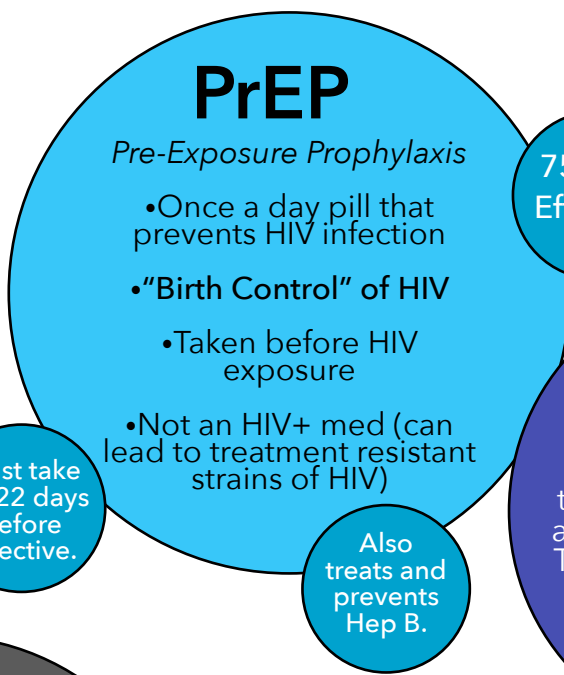 PrEP
Pre-Exposure Prophylaxis
•Once a day pill that
prevents HIV infection
•“Birth Control” of HIV
•Taken before HIV
exposure
•Not an HIV+ med (can
lead to treatment resistant
strains of HIV)
take
22 days
Also
treats and
prevents
Hep B.